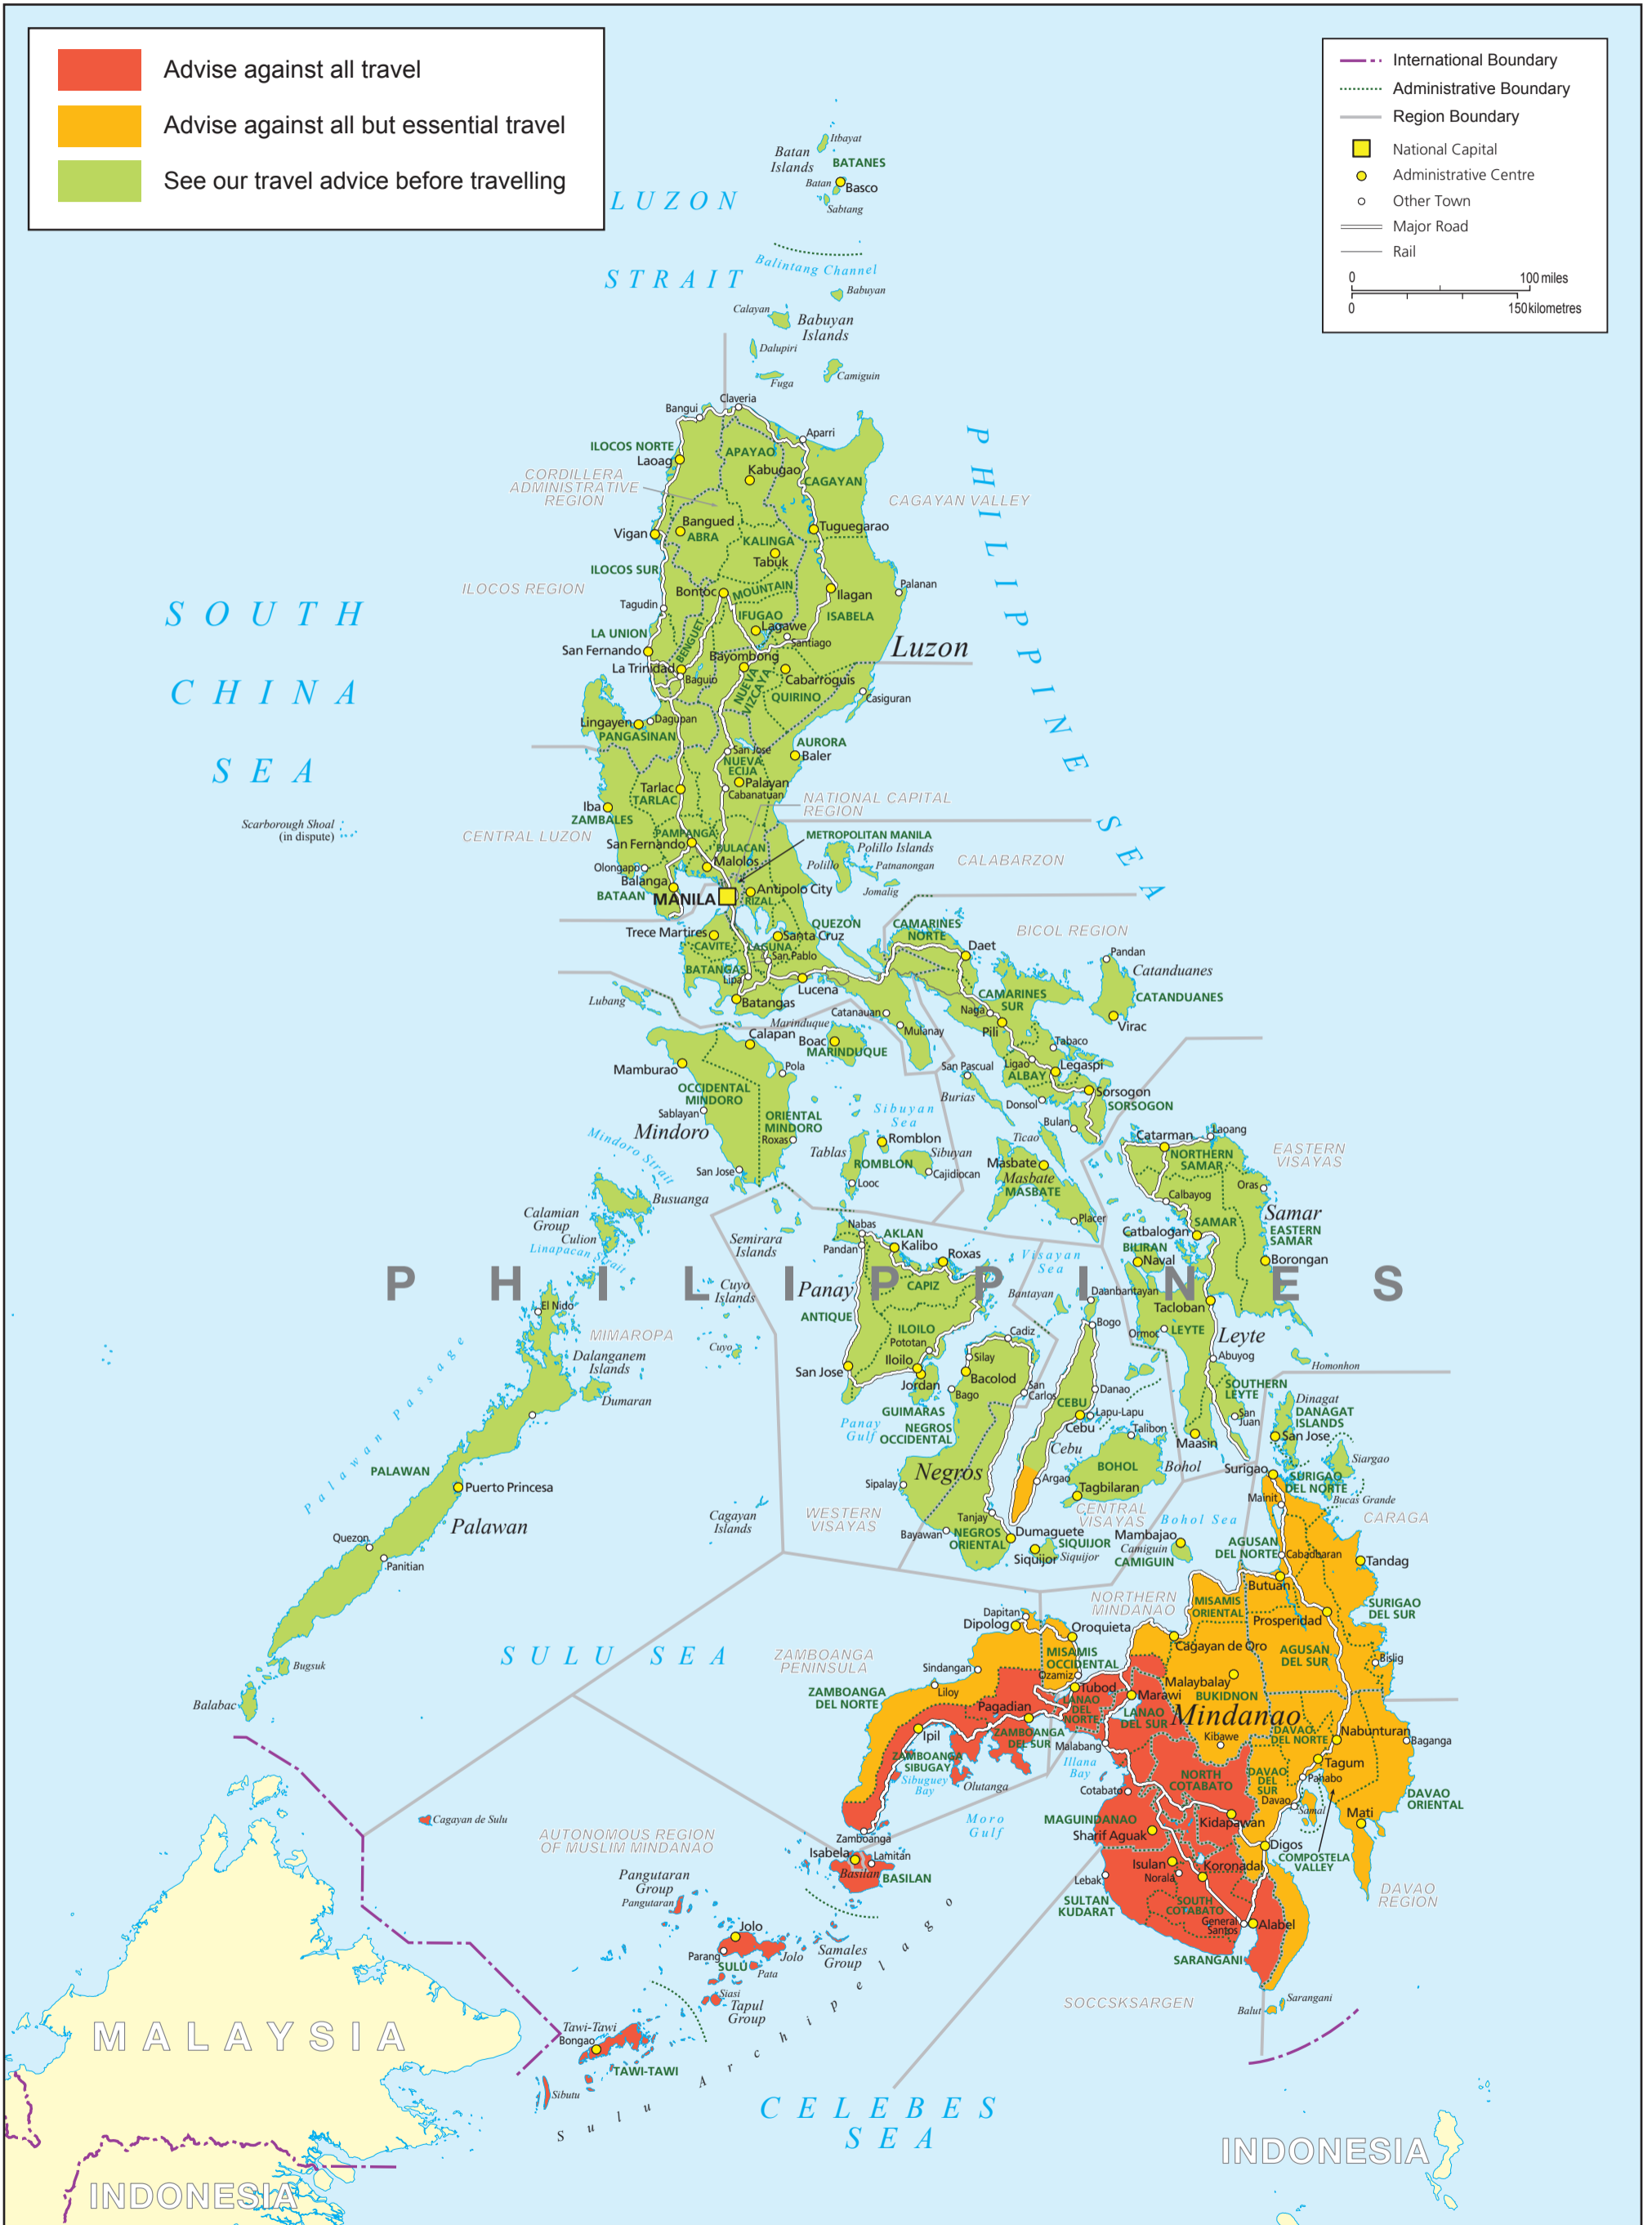 Advise against all travel
Advise against all but essential travel
See our travel advice before travelling
International Boundary
Administrative Boundary
Region Boundary
National Capital
Administrative Centre
Other Town
Major Road
Rail
0 100 miles
0 150 kilometres
LUZON
STRAIT
Itbayat
Batan
Islands
BATANES
Batan
Basco
Sabtang
Balintang Channel
Babuyan
Calayan
Babuyan
Islands
Dalupiri
Fuga
Camiguin
Claveria
Bangui
Aparri
ILOCOS NORTE
Laoag
APAYAO
Kabugao
CAGAYAN
CORDILLERA
ADMINISTRATIVE
REGION
CAGAYAN VALLEY
PHILIPPINE SEA
Vigan
Bangued
ABRA
Tuguegarao
KALINGA
Tabuk
ILOCOS SUR
ILOCOS REGION
Bontoc
MOUNTAIN
Ilagan
Palanan
Tagudin
IFUGAO
Lagawe
ISABELA
LA UNION
BENGUET
Santiago
Luzon
San Fernando
La Trinidad
Baguio
Bayombong
NUEVA
VIZCAYA
Cabarroguis
QUIRINO
Casiguran
SOUTH
CHINA
SEA
Lingayen
Dagupan
PANGASINAN
San Jose
NUEVA
ECIJA
AURORA
Baler
Tarlac
TARLAC
Palayan
Cabanatuan
Iba
ZAMBALES
NATIONAL CAPITAL
REGION
Scarborough Shoal
(in dispute)
CENTRAL LUZON
PAMPANGA
San Fernando
BULACAN
Malolos
METROPOLITAN MANILA
Polillo Islands
Polillo
Patnanongan
Jomalig
CALABARZON
Olongapo
Balanga
BATAAN
MANILA
Antipolo City
RIZAL
Trece Martires
CAVITE
LAGUNA
Santa Cruz
QUEZON
CAMARINES
NORTE
Daet
BICOL REGION
San Pablo
BATANGAS
Lipa
Batangas
Lucena
Pandan
Catanduanes
CATANDUANES
Virac
Lubang
CAMARINES
SUR
Naga
Pili
Catanauan
Mulanay
Marinduque
Boac
MARINDUQUE
Calapan
Mamburao
Pola
Tabaco
Ligao
Legaspi
ALBAY
San Pascual
Burias
Donsol
Sorsogon
SORSOGON
Bulan
OCCIDENTAL
MINDORO
Sablayan
ORIENTAL
MINDORO
Roxas
Mindoro
San Jose
Mindoro Strait
Sibuyan
Sea
Romblon
Tablas
Sibuyan
ROMBLON
Cajidiocan
Looc
Ticao
Masbate
Masbate
MASBATE
Placer
Catarman
Laoang
NORTHERN
SAMAR
EASTERN
VISAYAS
Oras
Calbayog
Samar
SAMAR
EASTERN
SAMAR
Catbalogan
Borongan
BILIRAN
Naval
Busuanga
Calamian
Group
Culion
Linapacan Strait
Semirara
Islands
Cuyo
Islands
Cuyo
Nabas
Pandan
AKLAN
Kalibo
Roxas
CAPIZ
Panay
ANTIQUE
ILOILO
Pototan
Iloilo
San Jose
Jordan
GUIMARAS
Visayan
Sea
Bantayan
Daanbantayan
Bogo
PHILIPPINES
Tacloban
Ormoc
LEYTE
Leyte
Abuyog
Homonhon
SOUTHERN
LEYTE
San
Juan
Maasin
El Nido
MIMAROPA
Dalanganem
Islands
Dumaran
Palawan Passage
PALAWAN
Puerto Princesa
Palawan
Quezon
Panitian
Bugsuk
Balabac
Cagayan
Islands
Cadiz
Silay
Bacolod
Bago
San
Carlos
Panay
Gulf
NEGROS
OCCIDENTAL
Negros
Sipalay
Danao
CEBU
Lapu-Lapu
Cebu
Cebu
Argao
Talibon
BOHOL
Bohol
Tagbilaran
CENTRAL
VISAYAS
WESTERN
VISAYAS
Tanjay
Bayawan
NEGROS
ORIENTAL
Dumaguete
SIQUIJOR
Siquijor
Siquijor
Bohol Sea
Mambajao
Camiguin
CAMIGUIN
Dinagat
DANAGAT
ISLANDS
San Jose
Siargao
Surigao
SURIGAO
DEL NORTE
Mainit
Bucas Grande
CARAGA
AGUSAN
DEL NORTE
Cabadbaran
Tandag
Butuan
NORTHERN
MINDANAO
MISAMIS
ORIENTAL
Prosperidad
SURIGAO
DEL SUR
Cagayan de Oro
AGUSAN
DEL SUR
Bislig
Malaybalay
BUKIDNON
Mindanao
Kibawe
SULU SEA
ZAMBOANGA
PENINSULA
Dapitan
Dipolog
Oroquieta
MISAMIS
OCCIDENTAL
Ozamiz
Sindangan
ZAMBOANGA
DEL NORTE
Liloy
Tubod
LANAO
DEL
NORTE
Marawi
LANAO
DEL SUR
Pagadian
ZAMBOANGA
DEL SUR
Malabang
Ipil
ZAMBOANGA
SIBUGAY
Sibuguey
Bay
Olutanga
Illana
Bay
Zamboanga
Moro
Gulf
DAVAO
DEL NORTE
Nabunturan
Baganga
Tagum
Panabo
DAVAO
DEL
SUR
Davao
Samal
DAVAO
ORIENTAL
Mati
COMPOSTELA
VALLEY
DAVAO
REGION
NORTH
COTABATO
Cotabato
Kidapawan
MAGUINDANAO
Sharif Aguak
Digos
Isulan
Norala
Koronadal
Lebak
SULTAN
KUDARAT
SOUTH
COTABATO
General
Santos
Alabel
SARANGANI
SOCCSKSARGEN
Sarangani
Balut
Cagayan de Sulu
AUTONOMOUS REGION
OF MUSLIM MINDANAO
Isabela
Lamitan
Basilan
BASILAN
Pangutaran
Group
Pangutaran
Jolo
Parang
Jolo
SULU
Pata
Samales
Group
Siasi
Tapul
Group
Tawi-Tawi
Bongao
TAWI-TAWI
Sibutu
Sulu Archipelago
CELEBES
SEA
MALAYSIA
INDONESIA
INDONESIA